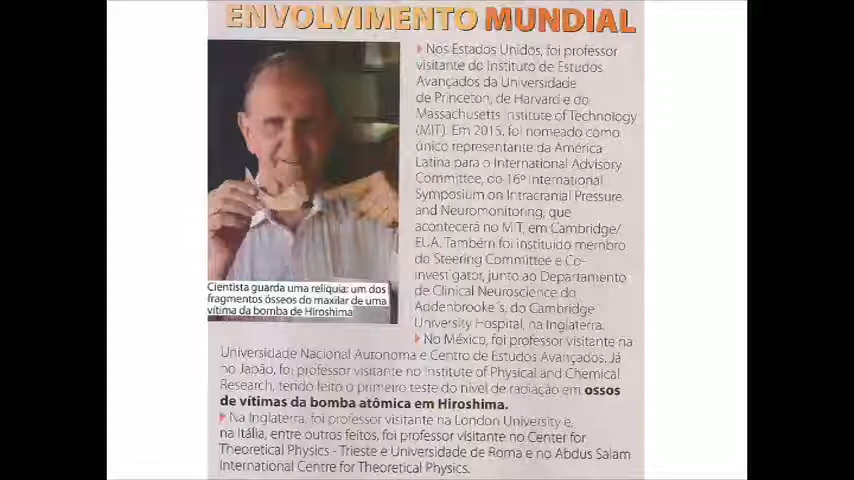 ENVOLVIMENTO MUNDIAL
Nos Estados Unidos, foi professor
visitante do Instituto de Estudos
Avançados da Universidade
de Princeton, de Harvard e do
Massachusetts Institute of Technology
(MIT). Em 2015, foi nomeado como
único representante da América
Latina para o International Advisory
Committee, do 16º International
Symposium on Intracranial Pressure
and Neuromonitoring, que
acontecerá no MIT, em Cambridge/
EUA. Também foi instituído membro
do Steering Committee e Co-
investigator, junto ao Departamento
de Clinical Neuroscience do
Addenbrooke´s, do Cambridge
University Hospital, na Inglaterra.
Cientista guarda uma relíquia: um dos
fragmentos ósseos do maxilar de uma
vítima da bomba de Hiroshima
No México, foi professor visitante na
Universidade Nacional Autonoma e Centro de Estudos Avançados. Já
no Japão, foi professor visitante no Institute of Physical and Chemical
Research, tendo feito o primeiro teste do nível de radiação em ossos
de vítimas da bomba atômica em Hiroshima.
Na Inglaterra, foi professor visitante na London University e,
na Itália, entre outros feitos, foi professor visitante no Center for
Theoretical Physics - Trieste e Universidade de Roma e no Abdus Salam
International Centre for Theoretical Physics.